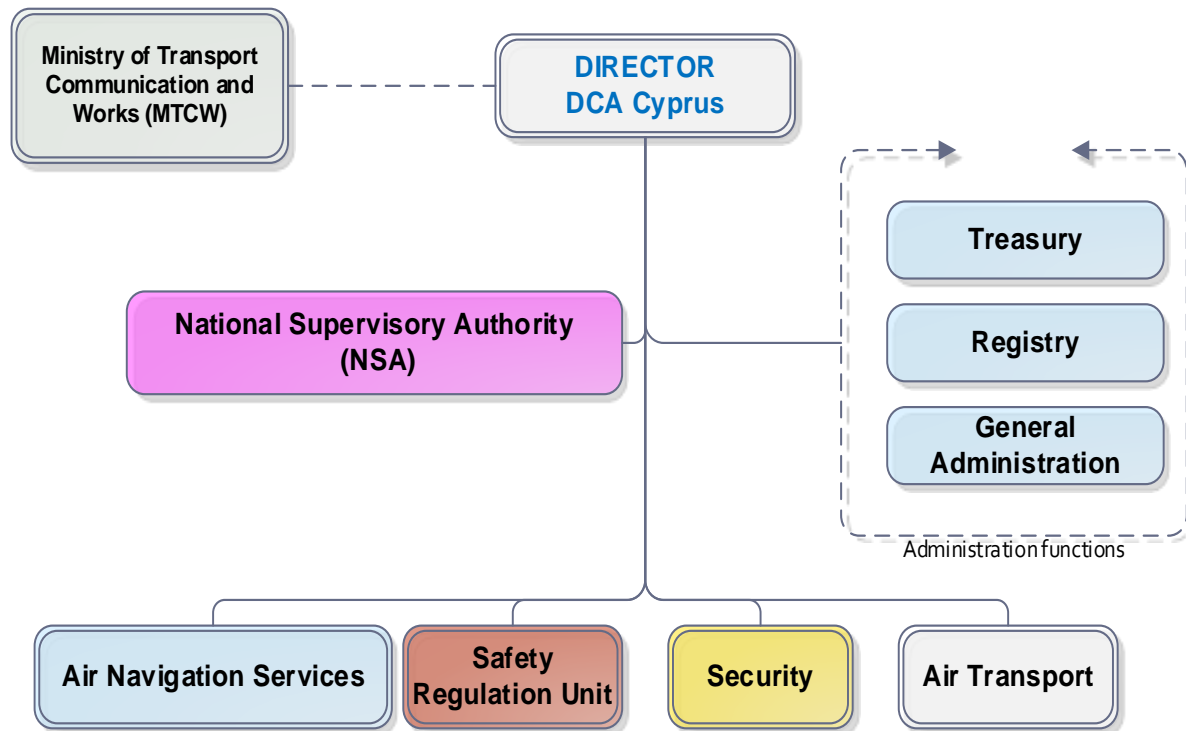 Ministry of Transport
Communication and
Works (MTCW)
DIRECTOR
DCA Cyprus
Treasury
National Supervisory Authority
(NSA)
Registry
General
Administration
Administration functions
Air Navigation Services
Safety
Regulation Unit
Security
Air Transport